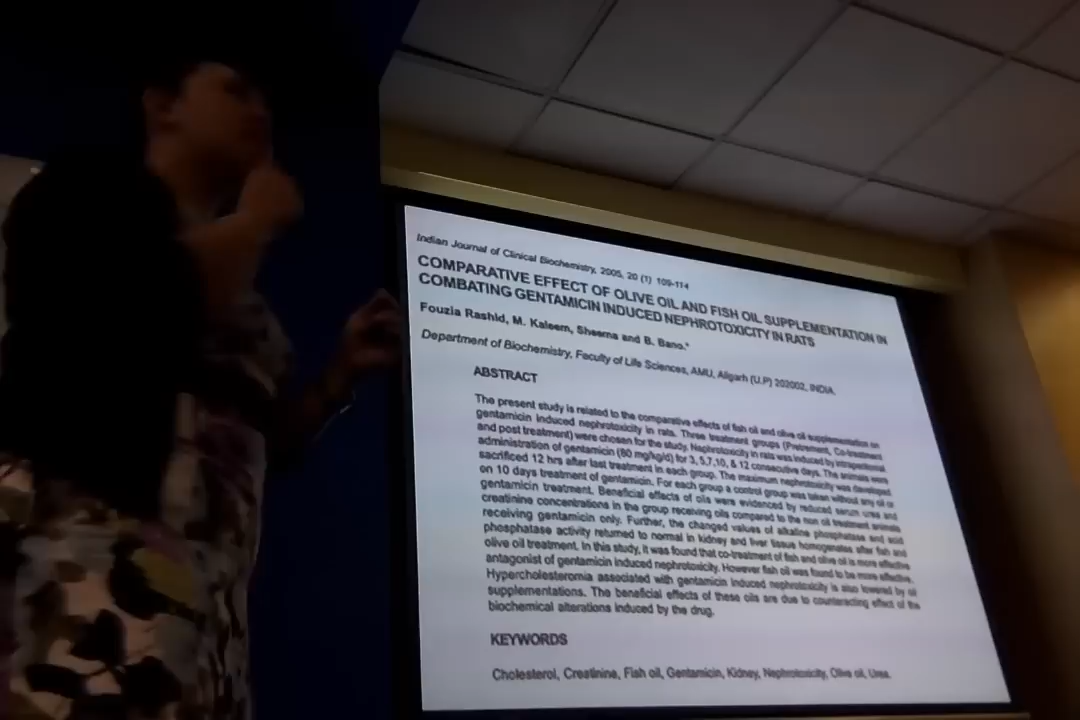 Indian Journal of Clinical Biochemistry, 2005, 20 (1) 109-114
COMPARATIVE EFFECT OF OLIVE OIL AND FISH OIL SUPPLEMENTATION IN
COMBATING GENTAMICIN INDUCED NEPHROTOXICITY IN RATS
Fouzia Rashid, M. Kaleem, Sheema and B. Bano.*
Department of Biochemistry, Faculty of Life Sciences, AMU, Aligarh (U.P) 202002, INDIA.
ABSTRACT
The present study is related to the comparative effects of fish oil and olive oil supplementation on
gentamicin induced nephrotoxicity in rats. Three treatment groups (Pretreatment, Co-treatment
and post treatment) were chosen for the study. Nephrotoxicity in rats was induced by intraperitoneal
administration of gentamicin (80 mg/kg/d) for 3, 5,7,10, & 12 consecutive days. The animals were
sacrificed 12 hrs after last treatment in each group. The maximum nephrotoxicity was developed
on 10 days treatment of gentamicin. For each group a control group was taken without any oil or
gentamicin treatment. Beneficial effects of oils were evidenced by reduced serum urea and
creatinine concentrations in the group receiving oils compared to the non oil treatment animals
receiving gentamicin only. Further, the changed values of alkaline phosphatase and acid
phosphatase activity returned to normal in kidney and liver tissue homogenates after fish and
olive oil treatment. In this study, it was found that co-treatment of fish and olive oil is more effective
antagonist of gentamicin induced nephrotoxicity. However fish oil was found to be more effective.
Hypercholesteromia associated with gentamicin induced nephrotoxicity is also lowered by oil
supplementations. The beneficial effects of these oils are due to counteracting effect of the
biochemical alterations induced by the drug.
KEYWORDS
Cholesterol, Creatinine, Fish oil, Gentamicin, Kidney, Nephrotoxicity, Olive oil, Urea.